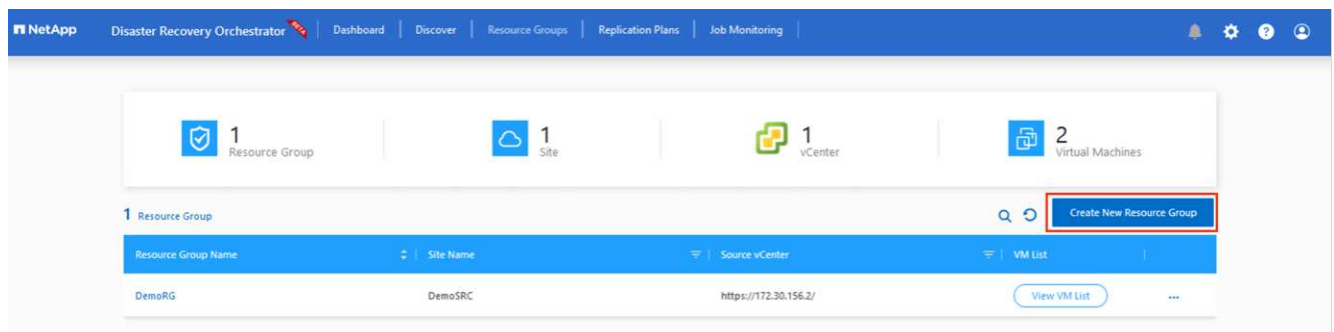 NetApp Disaster Recovery Orchestrator Dashboard Discover Resource Groups Replication Plans Job Monitoring ?
1 1 1 2
Resource Group Site vCenter Virtual Machines
1 Resource Group Create New Resource Group
Resource Group Name Site Name Source vCenter VM List
DemoRG DemoSRC https://172.30.156.2/ View VM List ...